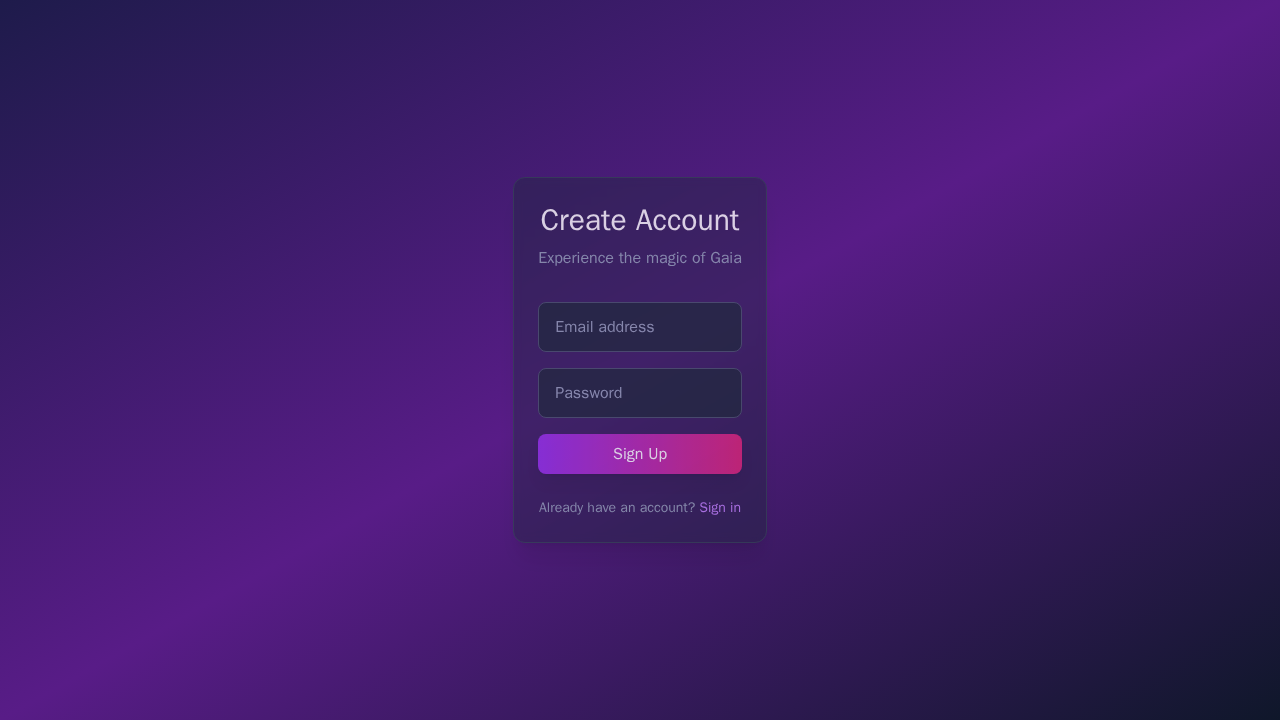 Create Account
Experience the magic of Gaia
Email address
Password
Sign Up
Already have an account? Sign in